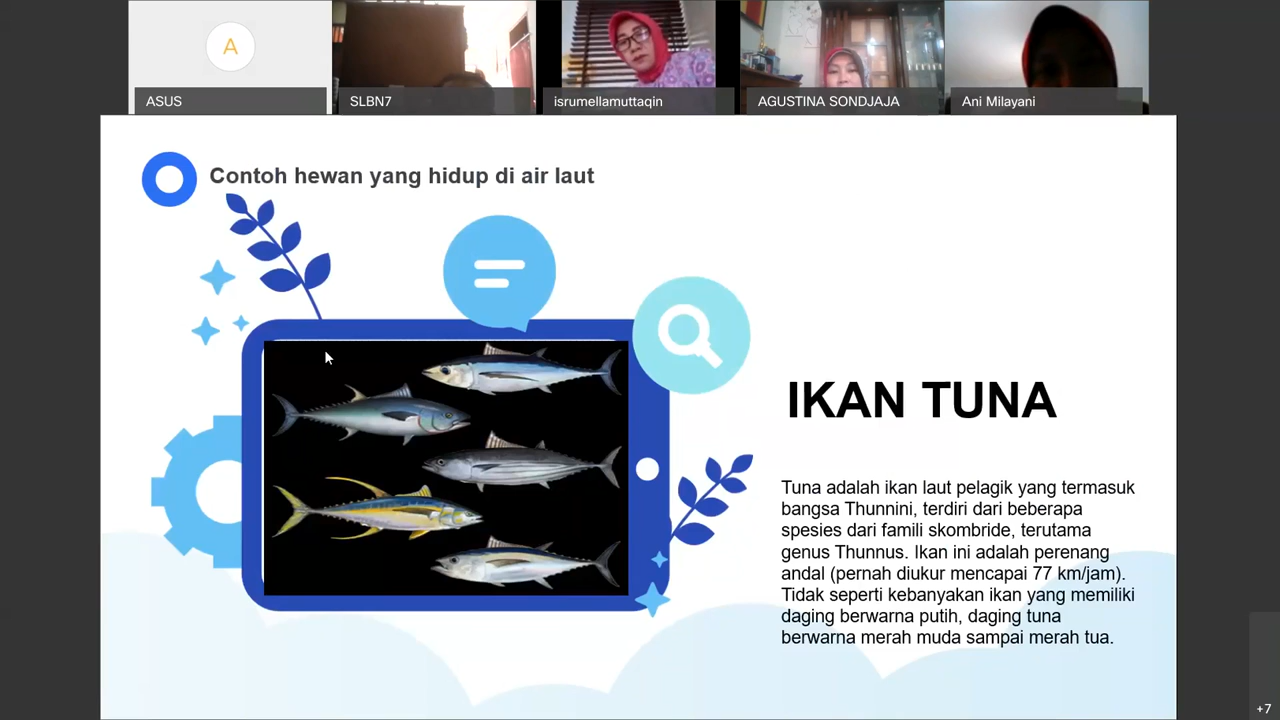 A
ASUS
SLBN7
isrumellamuttaqin
AGUSTINA SONDJAJA
Ani Milayani
Contoh hewan yang hidup di air laut
IKAN TUNA
Tuna adalah ikan laut pelagik yang termasuk
bangsa Thunnini, terdiri dari beberapa
spesies dari famili skombride, terutama
genus Thunnus. Ikan ini adalah perenang
andal (pernah diukur mencapai 77 km/jam).
Tidak seperti kebanyakan ikan yang memiliki
daging berwarna putih, daging tuna
berwarna merah muda sampai merah tua.
+7